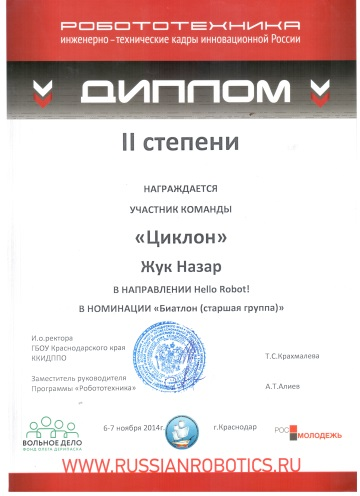 РОБОТОТЕХНИКА
инженерно - технические кадры инновационной России
ДИПЛОМ
II степени
НАГРАЖДАЕТСЯ
УЧАСТНИК КОМАНДЫ
«Циклон»
Жук Назар
В НАПРАВЛЕНИИ Hello Robot!
В НОМИНАЦИИ «Биатлон (старшая группа)»
И.о.ректора
ГБОУ Краснодарского края
ККИДППО
Т.С.Крахмалева
Заместитель руководителя
Программы «Робототехника»
А.Т.Алиев
ВОЛЬНОЕ ДЕЛО
ФОНД ОЛЕГА ДЕРИПАСКА
6-7 ноября 2014г.
г.Краснодар
РОСМОЛОДЕЖЬ
WWW.RUSSIANROBOTICS.RU